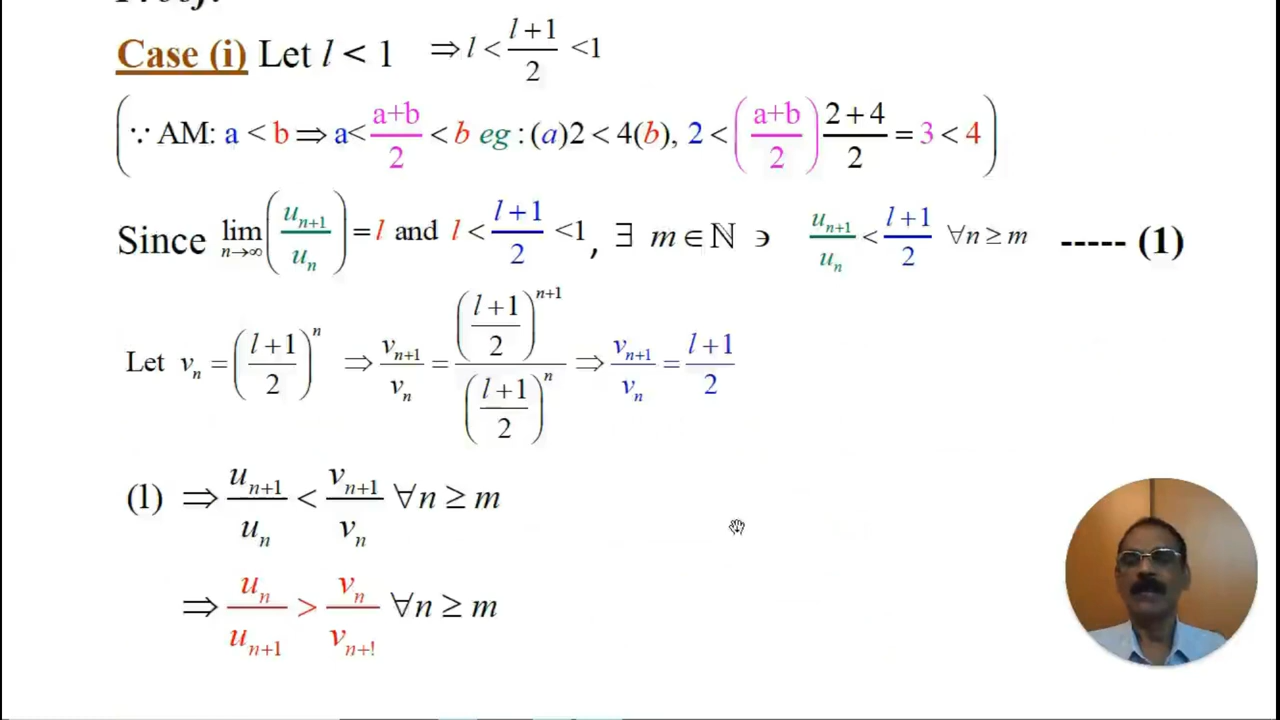 Proof:
Case (i) Let l < 1 ⇒ l < (l+1)/2 < 1
(∵ AM: a < b ⇒ a < (a+b)/2 < b eg : (a)2 < 4(b), 2 < ((a+b)/2) (2+4)/2 = 3 < 4)
Since lim_{n→∞} (u_{n+1}/u_n) = l and l < (l+1)/2 < 1, ∃ m ∈ ℕ ∍ u_{n+1}/u_n < (l+1)/2 ∀n ≥ m ----- (1)
Let v_n = ((l+1)/2)^n ⇒ v_{n+1}/v_n = ((l+1)/2)^{n+1} / ((l+1)/2)^n ⇒ v_{n+1}/v_n = (l+1)/2
(1) ⇒ u_{n+1}/u_n < v_{n+1}/v_n ∀n ≥ m
⇒ u_n/u_{n+1} > v_n/v_{n+!} ∀n ≥ m